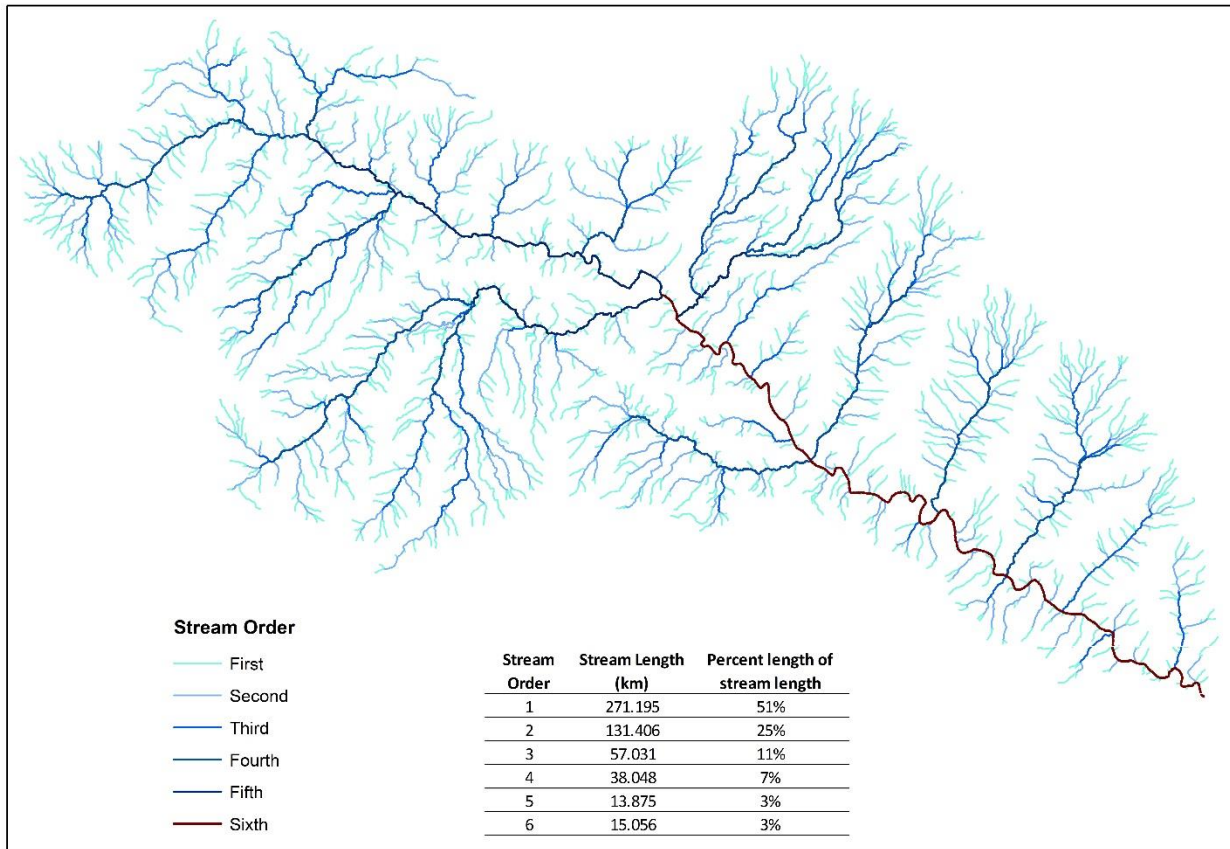 Stream Order
First
Second
Third
Fourth
Fifth
Sixth
Stream Stream Length Percent length of
Order (km) stream length
1 271.195 51%
2 131.406 25%
3 57.031 11%
4 38.048 7%
5 13.875 3%
6 15.056 3%